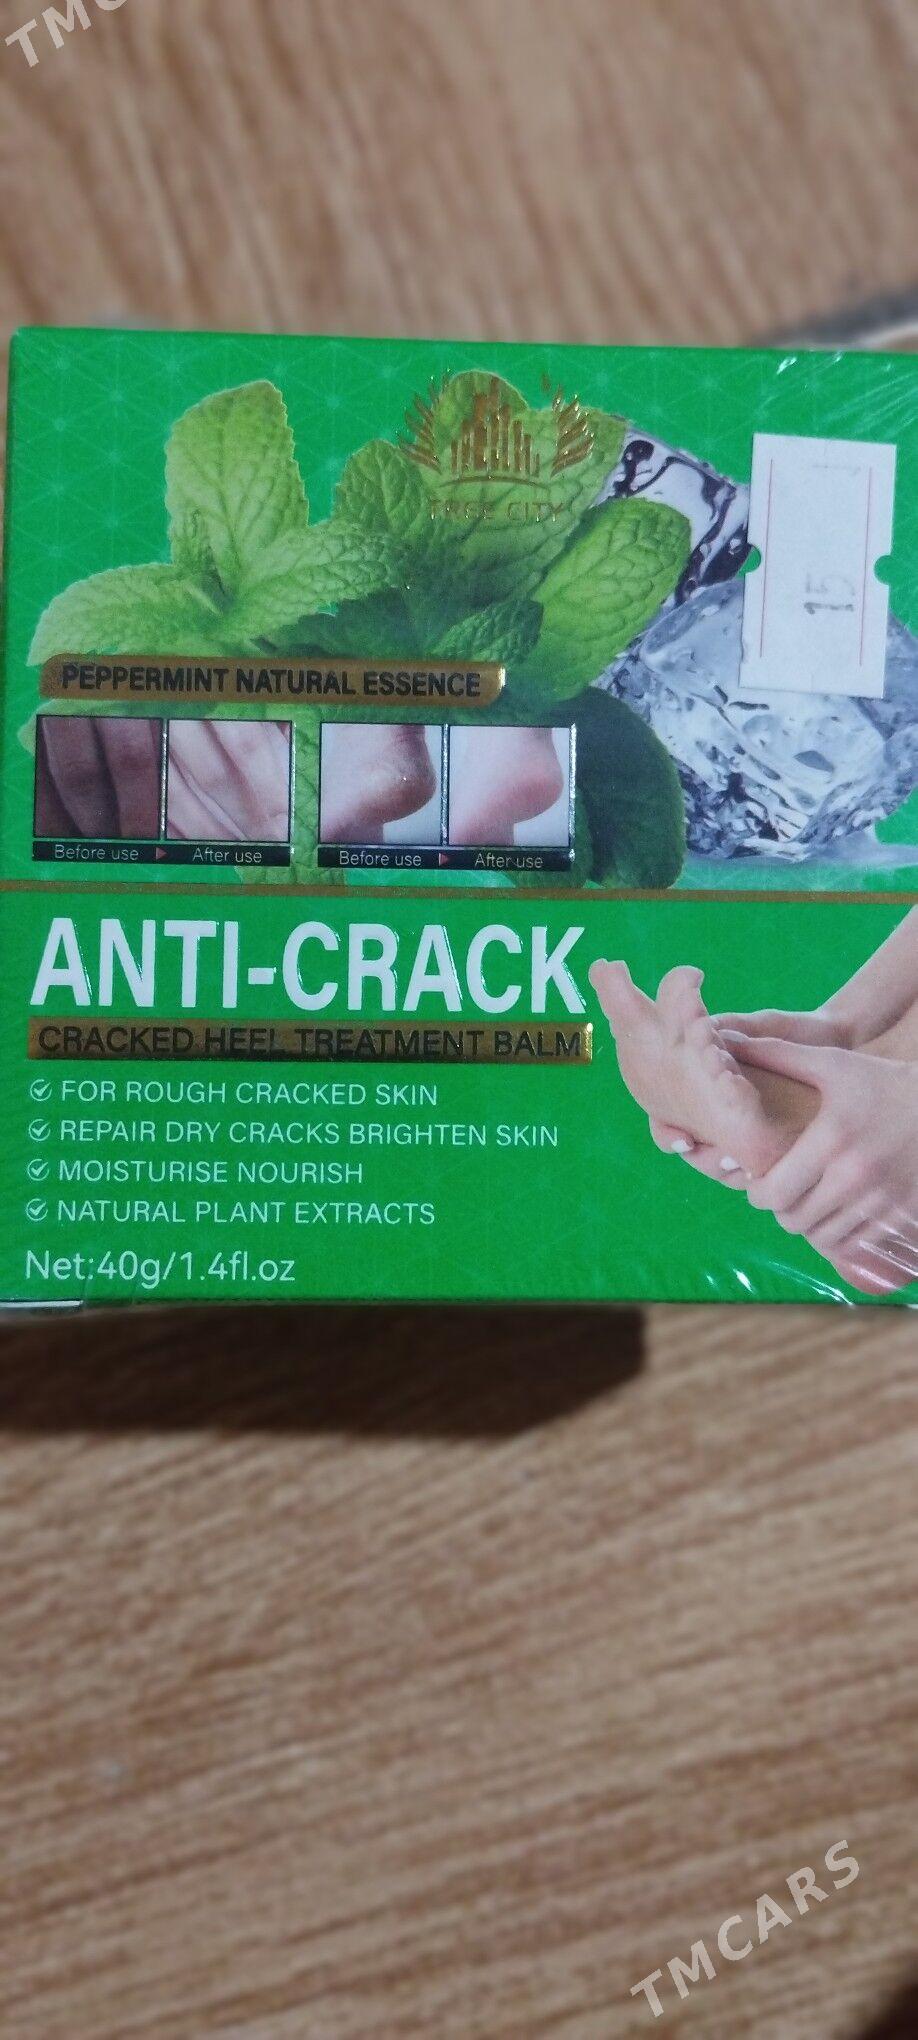 TMC
TREE CITY
15
PEPPERMINT NATURAL ESSENCE
Before use After use Before use After use
ANTI-CRACK
CRACKED HEEL TREATMENT BALM
FOR ROUGH CRACKED SKIN
REPAIR DRY CRACKS BRIGHTEN SKIN
MOISTURISE NOURISH
NATURAL PLANT EXTRACTS
Net:40g/1.4fl.oz
TMCARS